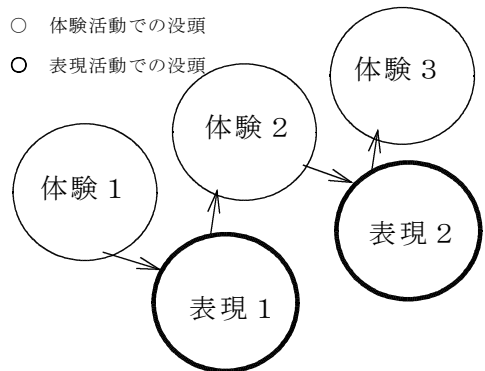 ○ 体験活動での没頭
○ 表現活動での没頭
体験３
体験２
体験１
表現２
表現１